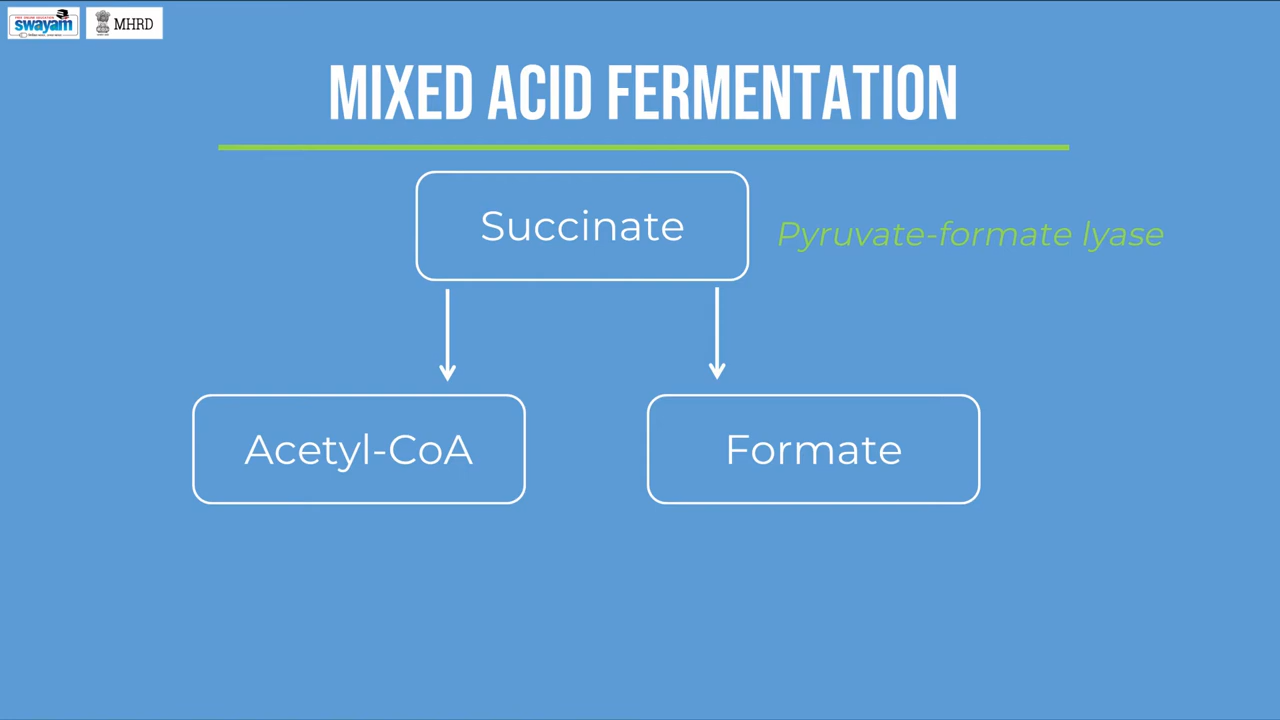 swayam
MHRD
MIXED ACID FERMENTATION
Succinate
Pyruvate-formate lyase
Acetyl-CoA
Formate